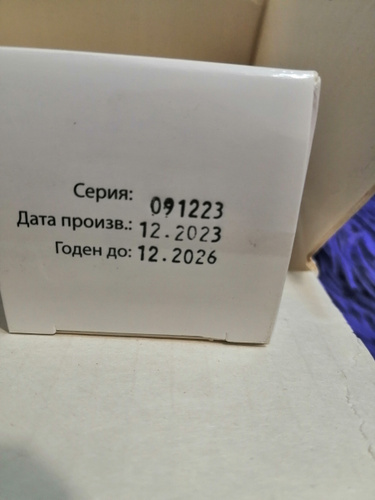 Серия: 091223
Дата произв.: 12.2023
Годен до: 12.2026